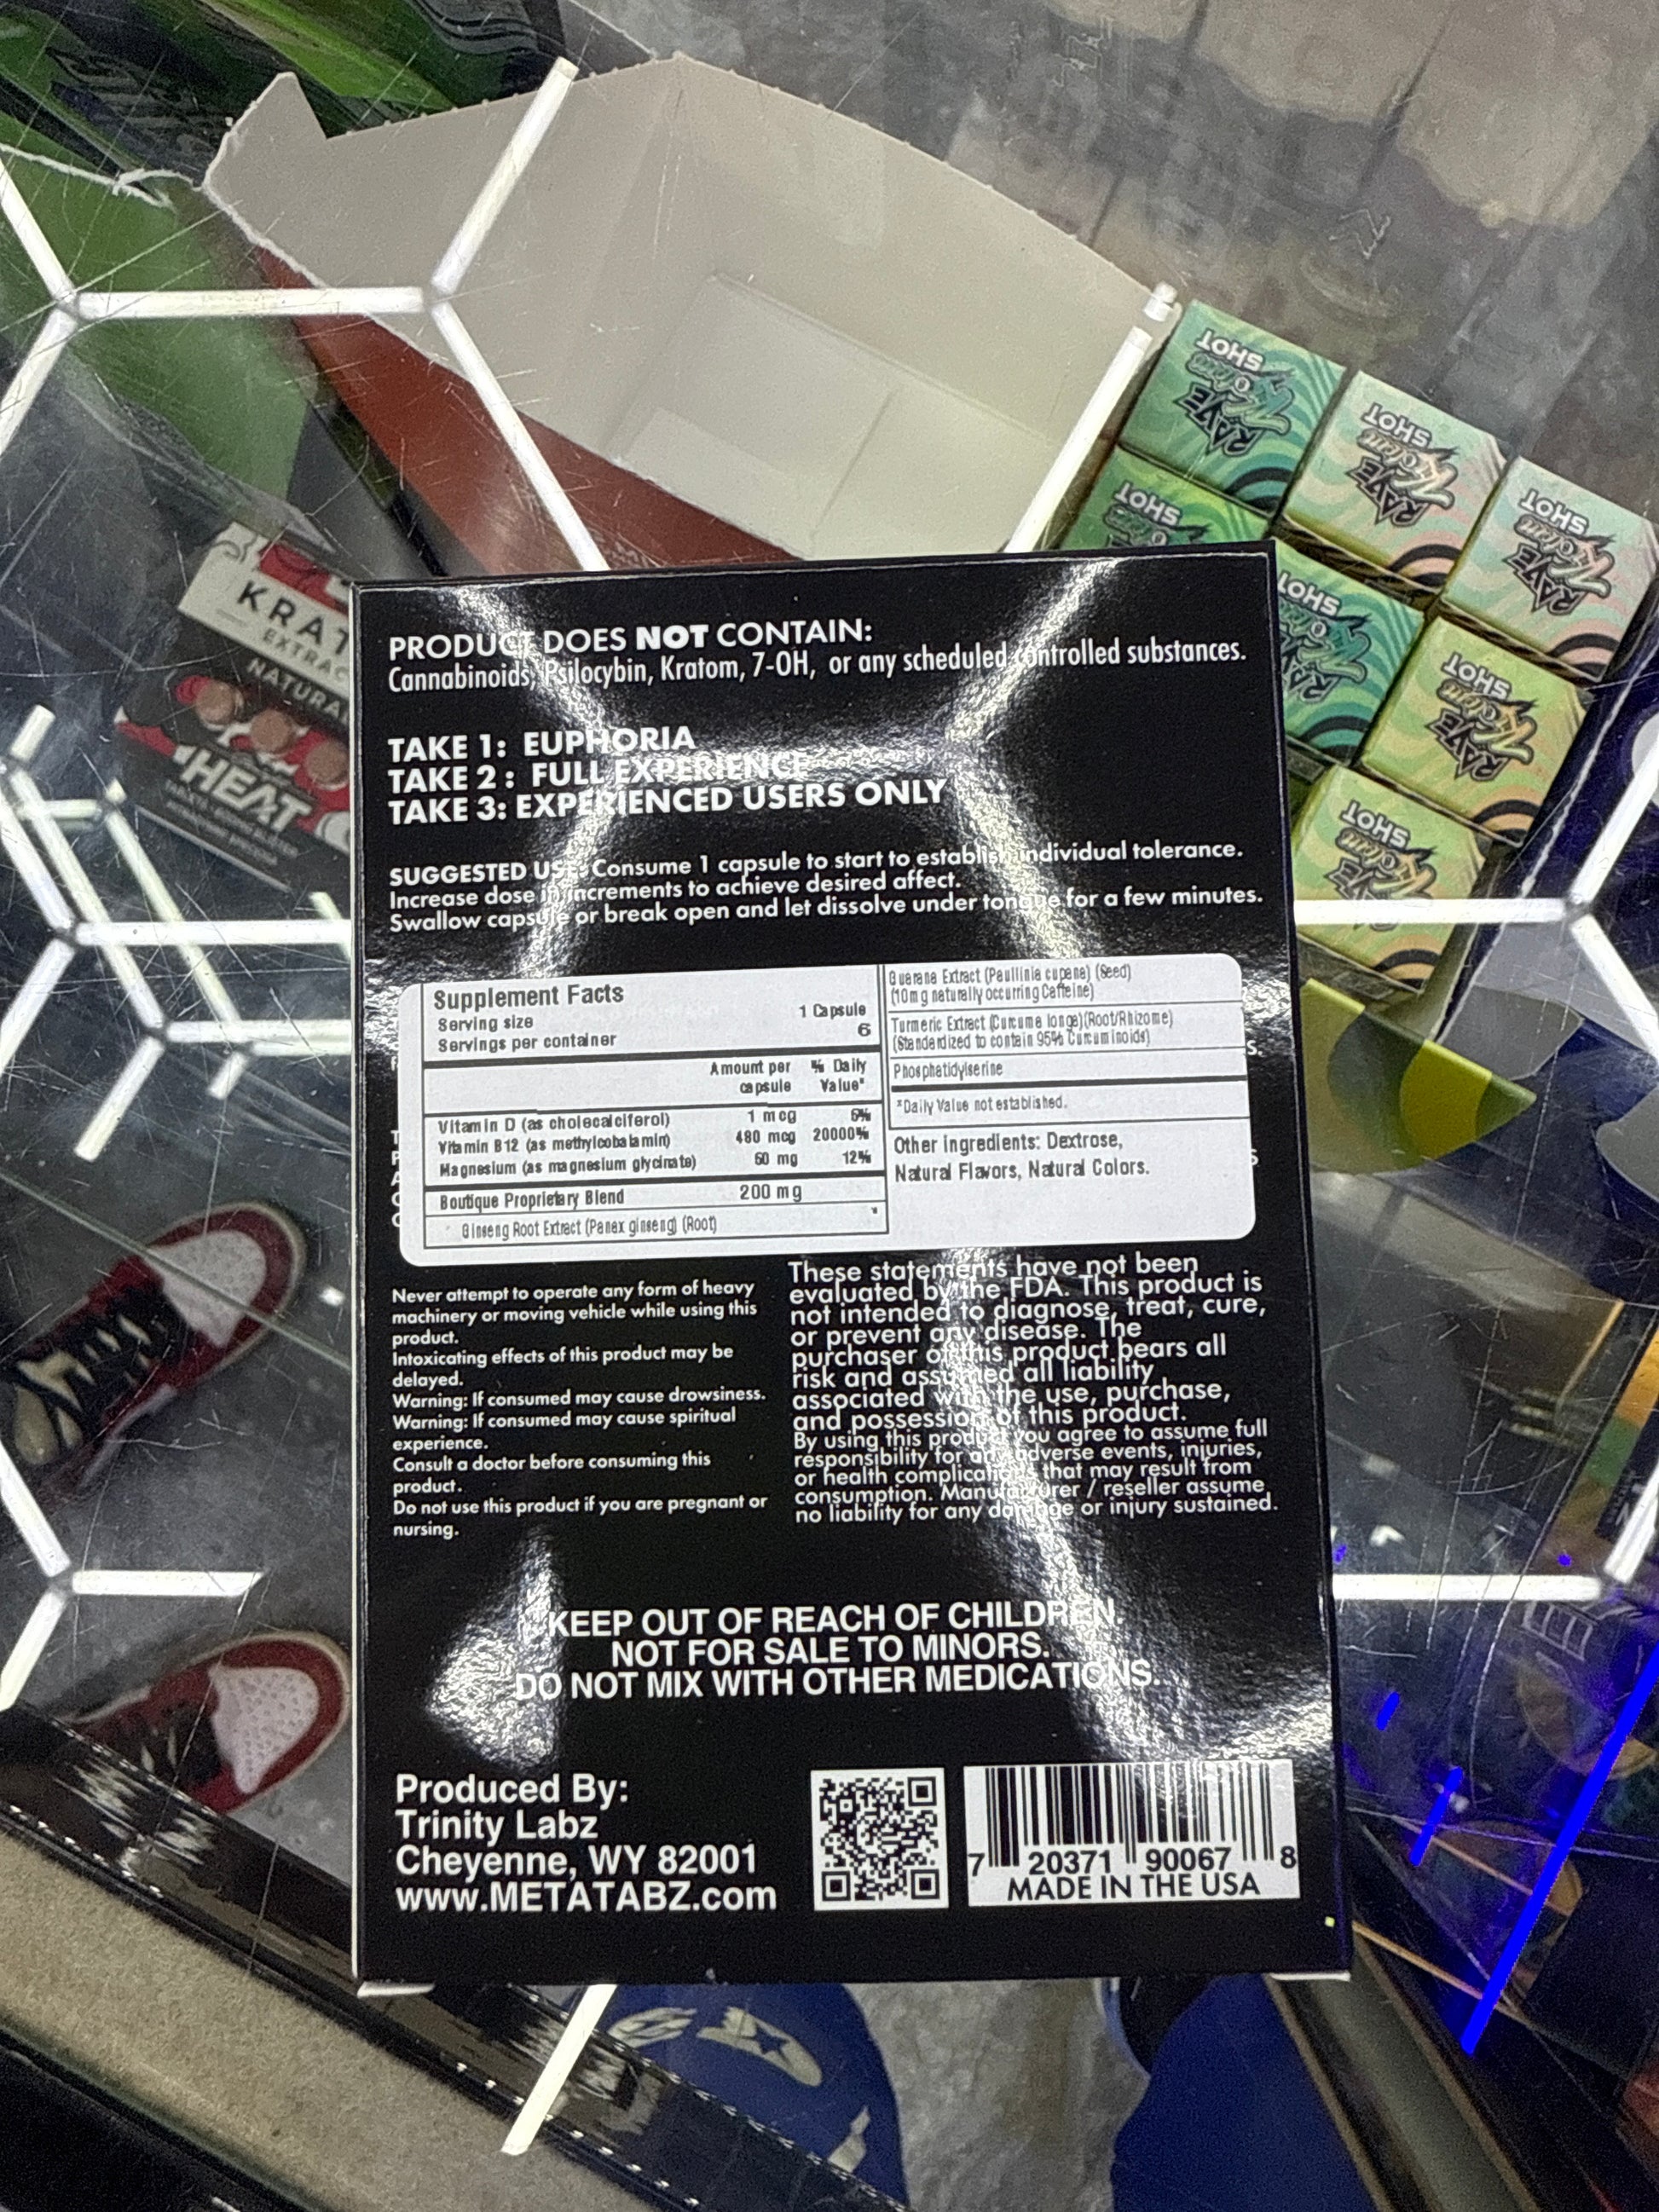 PRODUCT DOES NOT CONTAIN:
Cannabinoids, Psilocybin, Kratom, 7-OH, or any scheduled controlled substances.
TAKE 1: EUPHORIA
TAKE 2 : FULL EXPERIENCE
TAKE 3: EXPERIENCED USERS ONLY
SUGGESTED USE: Consume 1 capsule to start to establish individual tolerance.
Increase dose in increments to achieve desired affect.
Swallow capsule or break open and let dissolve under tongue for a few minutes.
Supplement Facts
Serving size 1 Capsule
Servings per container 6
Amount per capsule % Daily Value*
Vitamin D (as cholecalciferol) 1 mcg 6%
Vitamin B12 (as methylcobalamin) 480 mcg 20000%
Magnesium (as magnesium glycinate) 50 mg 12%
Boutique Proprietary Blend 200 mg
Ginseng Root Extract (Panax ginseng) (Root) *
Guarana Extract (Paullinia cupana) (Seed)
(10mg naturally occurring Caffeine)
Turmeric Extract (Curcuma longa)(Root/Rhizome)
(Standardized to contain 95% Curcuminoids)
Phosphatidylserine
*Daily Value not established.
Other ingredients: Dextrose,
Natural Flavors, Natural Colors.
Never attempt to operate any form of heavy
machinery or moving vehicle while using this
product.
Intoxicating effects of this product may be
delayed.
Warning: If consumed may cause drowsiness.
Warning: If consumed may cause spiritual
experience.
Consult a doctor before consuming this
product.
Do not use this product if you are pregnant or
nursing.
These statements have not been
evaluated by the FDA. This product is
not intended to diagnose, treat, cure,
or prevent any disease. The
purchaser of this product bears all
risk and assumed all liability
associated with the use, purchase,
and possession of this product.
By using this product you agree to assume full
responsibility for any adverse events, injuries,
or health complications that may result from
consumption. Manufacturer / reseller assume
no liability for any damage or injury sustained.
KEEP OUT OF REACH OF CHILDREN.
NOT FOR SALE TO MINORS.
DO NOT MIX WITH OTHER MEDICATIONS.
Produced By:
Trinity Labz
Cheyenne, WY 82001
www.METATABZ.com
7 20371 90067 8
MADE IN THE USA
KRAT
EXTRAC
NATURA
HEAT
RAVE
SHOT
RAVE
SHOT
RAVE
SHOT
SHOT
SHOT
RAVE
SHOT
SHOT